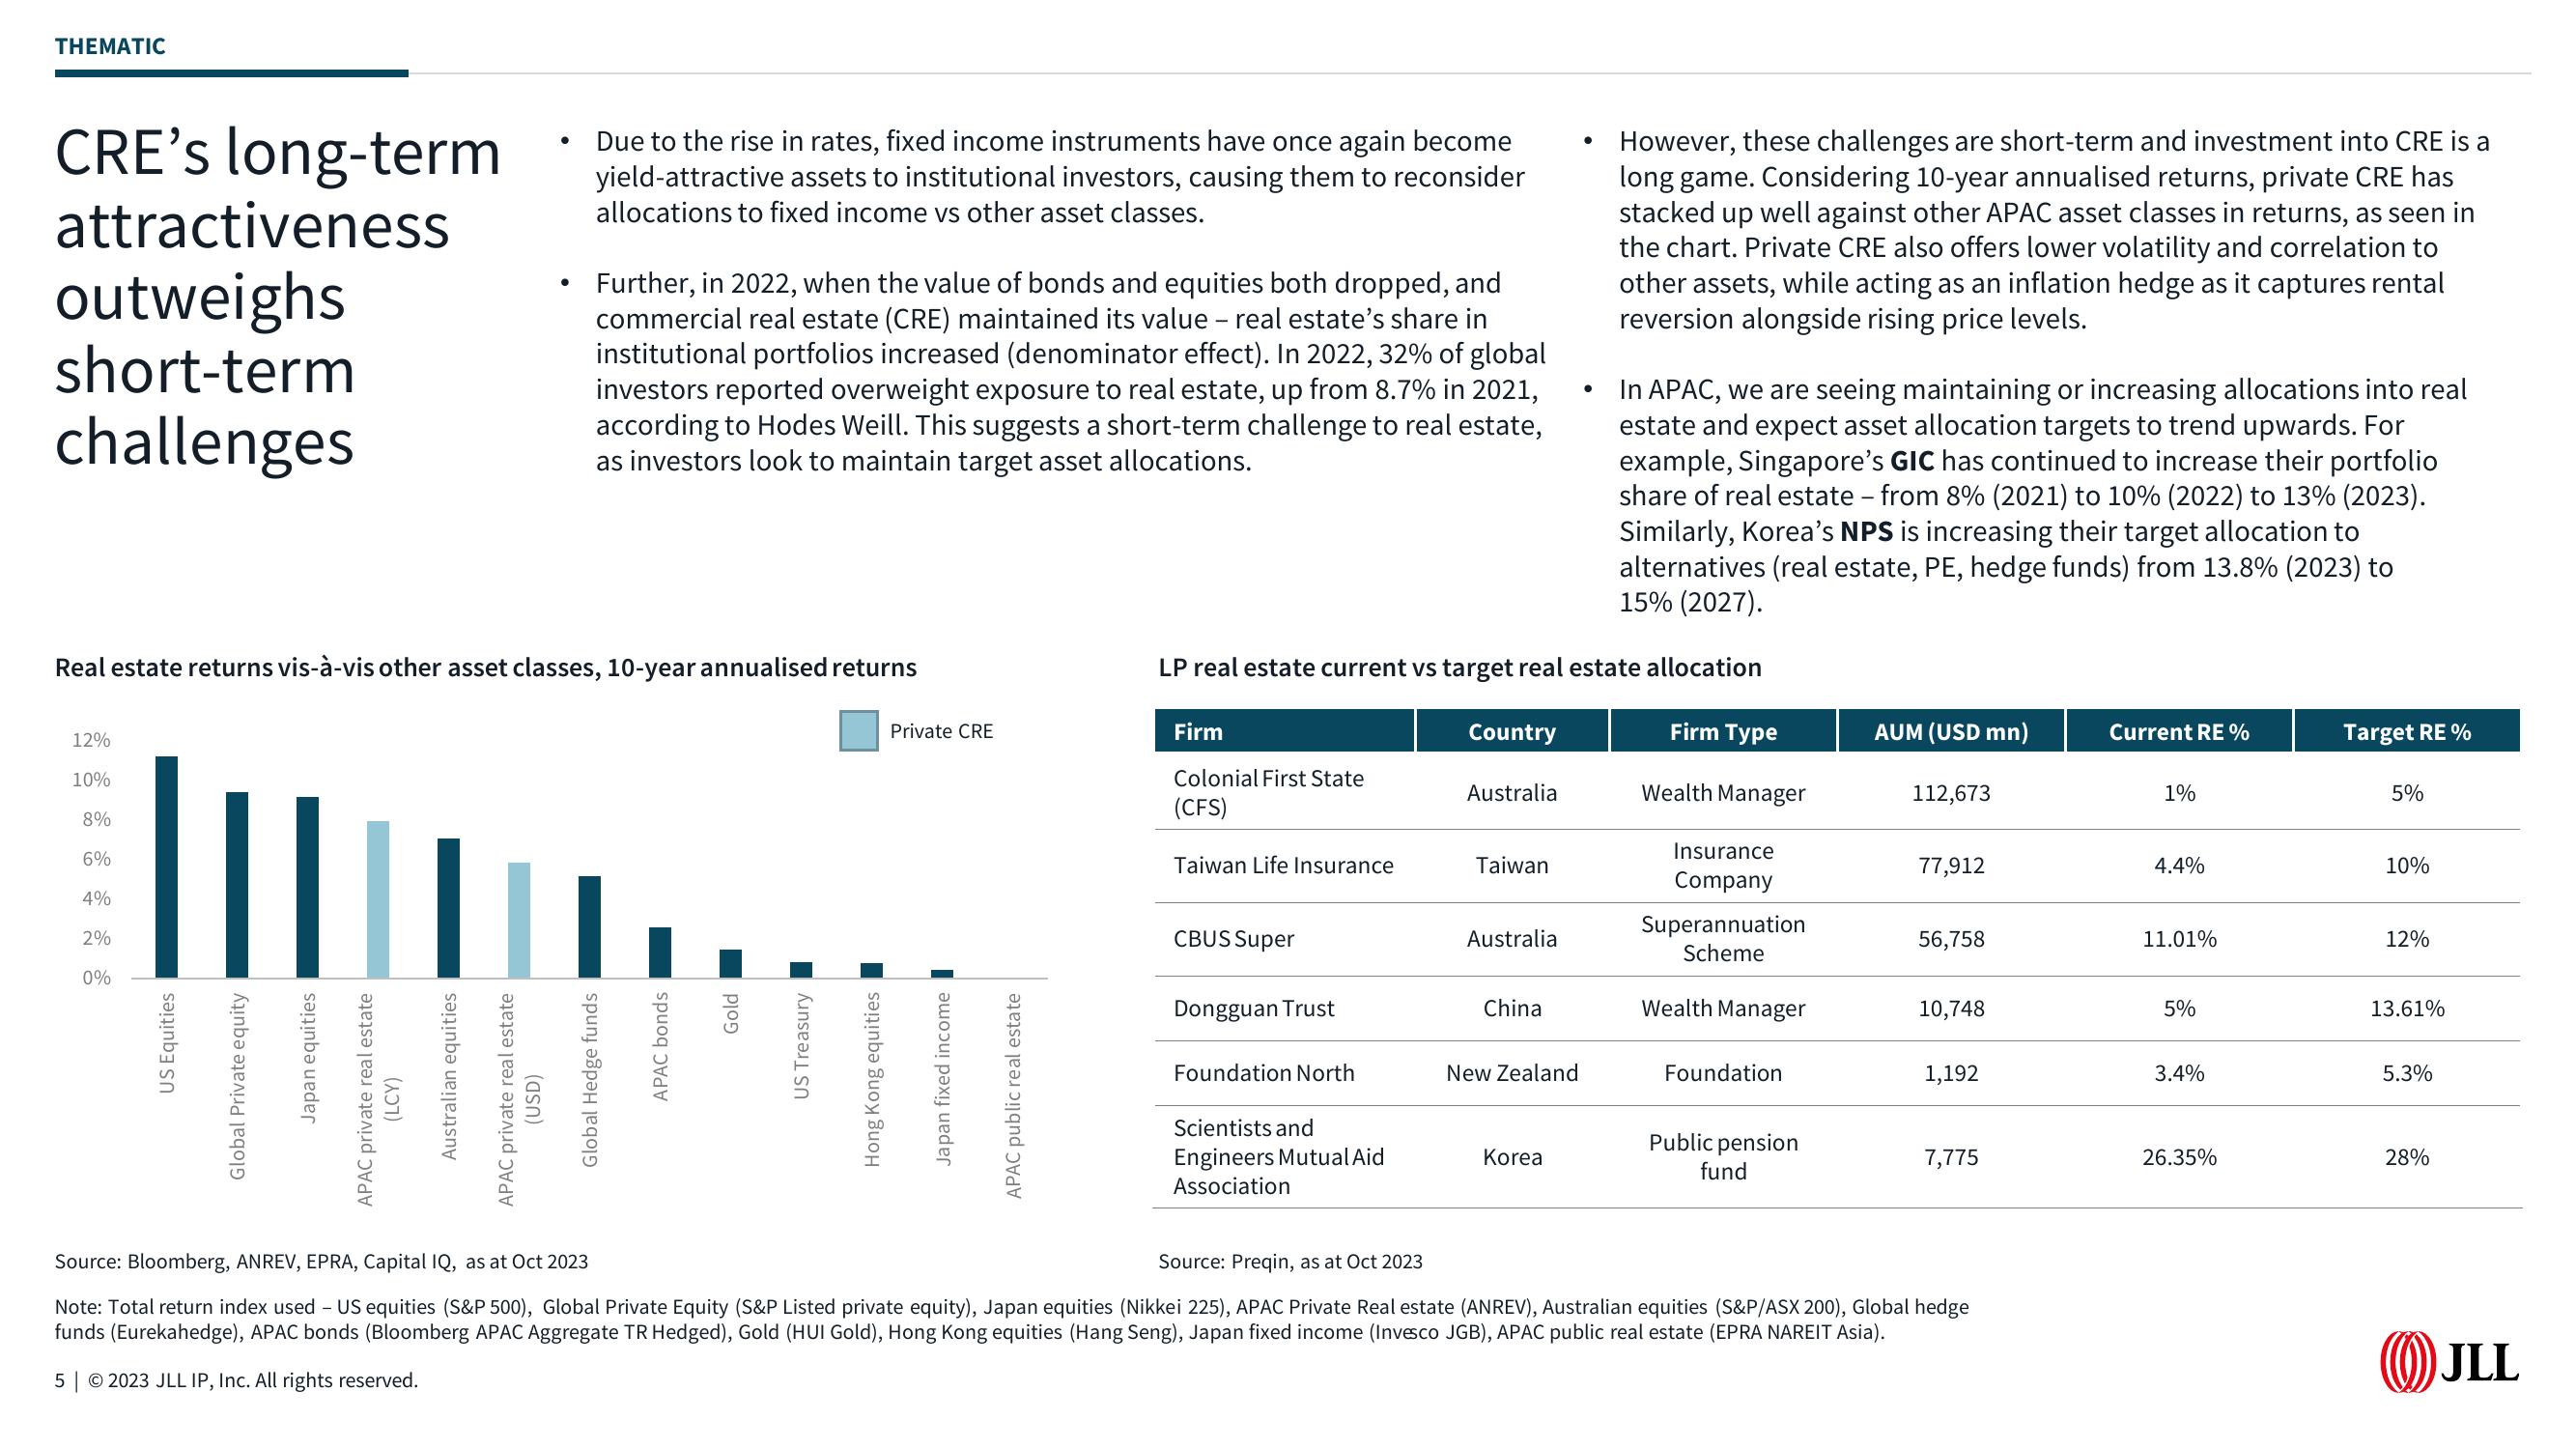 THEMATIC
CRE’s long-term
attractiveness
outweighs
short-term
challenges
• Due to the rise in rates, fixed income instruments have once again become
yield-attractive assets to institutional investors, causing them to reconsider
allocations to fixed income vs other asset classes.
• Further, in 2022, when the value of bonds and equities both dropped, and
commercial real estate (CRE) maintained its value – real estate’s share in
institutional portfolios increased (denominator effect). In 2022, 32% of global
investors reported overweight exposure to real estate, up from 8.7% in 2021,
according to Hodes Weill. This suggests a short-term challenge to real estate,
as investors look to maintain target asset allocations.
• However, these challenges are short-term and investment into CRE is a
long game. Considering 10-year annualised returns, private CRE has
stacked up well against other APAC asset classes in returns, as seen in
the chart. Private CRE also offers lower volatility and correlation to
other assets, while acting as an inflation hedge as it captures rental
reversion alongside rising price levels.
• In APAC, we are seeing maintaining or increasing allocations into real
estate and expect asset allocation targets to trend upwards. For
example, Singapore’s GIC has continued to increase their portfolio
share of real estate – from 8% (2021) to 10% (2022) to 13% (2023).
Similarly, Korea’s NPS is increasing their target allocation to
alternatives (real estate, PE, hedge funds) from 13.8% (2023) to
15% (2027).
Real estate returns vis-à-vis other asset classes, 10-year annualised returns
Private CRE
12%
10%
8%
6%
4%
2%
0%
US Equities
Global Private equity
Japan equities
APAC private real estate
(LCY)
Australian equities
APAC private real estate
(USD)
Global Hedge funds
APAC bonds
Gold
US Treasury
Hong Kong equities
Japan fixed income
APAC public real estate
Source: Bloomberg, ANREV, EPRA, Capital IQ, as at Oct 2023
LP real estate current vs target real estate allocation
Firm Country Firm Type AUM (USD mn) Current RE % Target RE %
Colonial First State
(CFS) Australia Wealth Manager 112,673 1% 5%
Taiwan Life Insurance Taiwan Insurance
Company 77,912 4.4% 10%
CBUS Super Australia Superannuation
Scheme 56,758 11.01% 12%
Dongguan Trust China Wealth Manager 10,748 5% 13.61%
Foundation North New Zealand Foundation 1,192 3.4% 5.3%
Scientists and
Engineers Mutual Aid
Association Korea Public pension
fund 7,775 26.35% 28%
Source: Preqin, as at Oct 2023
Note: Total return index used – US equities (S&P 500), Global Private Equity (S&P Listed private equity), Japan equities (Nikkei 225), APAC Private Real estate (ANREV), Australian equities (S&P/ASX 200), Global hedge
funds (Eurekahedge), APAC bonds (Bloomberg APAC Aggregate TR Hedged), Gold (HUI Gold), Hong Kong equities (Hang Seng), Japan fixed income (Invesco JGB), APAC public real estate (EPRA NAREIT Asia).
5 | © 2023 JLL IP, Inc. All rights reserved.
JLL